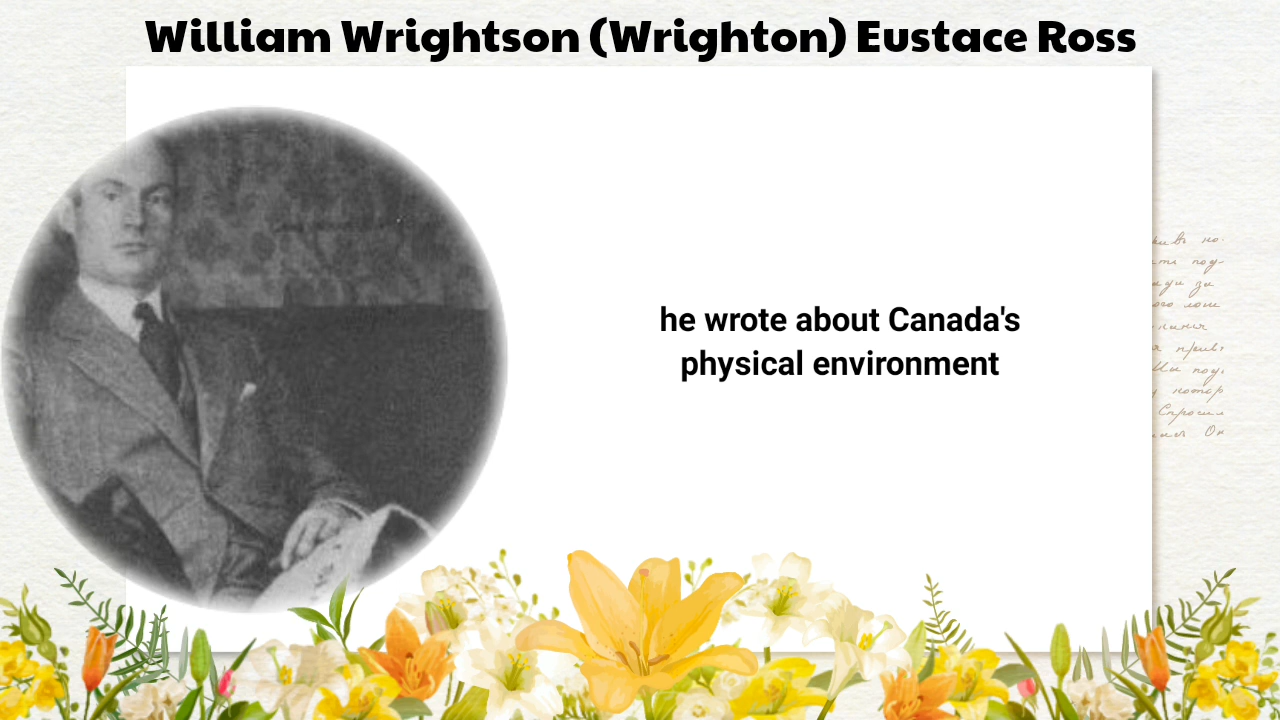 William Wrightson (Wrighton) Eustace Ross
he wrote about Canada's
physical environment